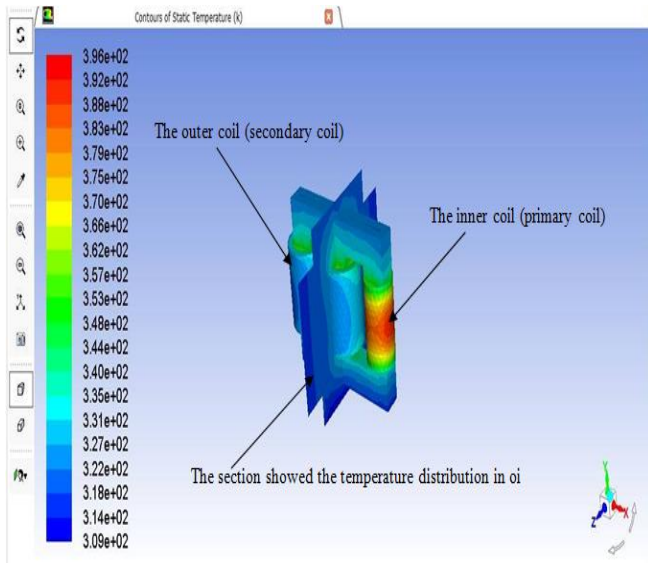 Contours of Static Temperature (k)
3.96e+02
3.92e+02
3.88e+02
3.83e+02
3.79e+02
3.75e+02
3.70e+02
3.66e+02
3.62e+02
3.57e+02
3.53e+02
3.48e+02
3.44e+02
3.40e+02
3.35e+02
3.31e+02
3.27e+02
3.22e+02
3.18e+02
3.14e+02
3.09e+02
The outer coil (secondary coil)
The inner coil (primary coil)
The section showed the temperature distribution in oi
Y
X
Z